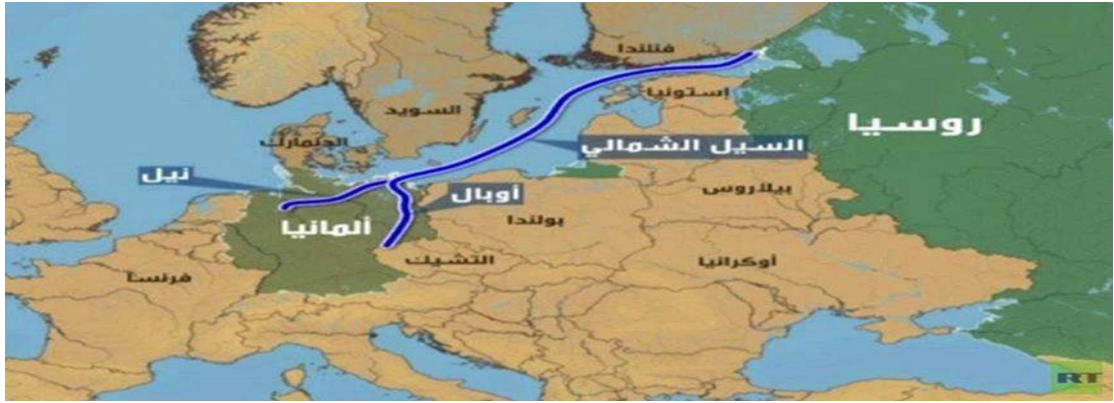 فنلندا
إستونيا
السويد
روسيا
السيل الشمالي
الدنمارك
نيل
أوبال
بيلاروس
بولندا
ألمانيا
التشيك
أوكرانيا
فرنسا
RT